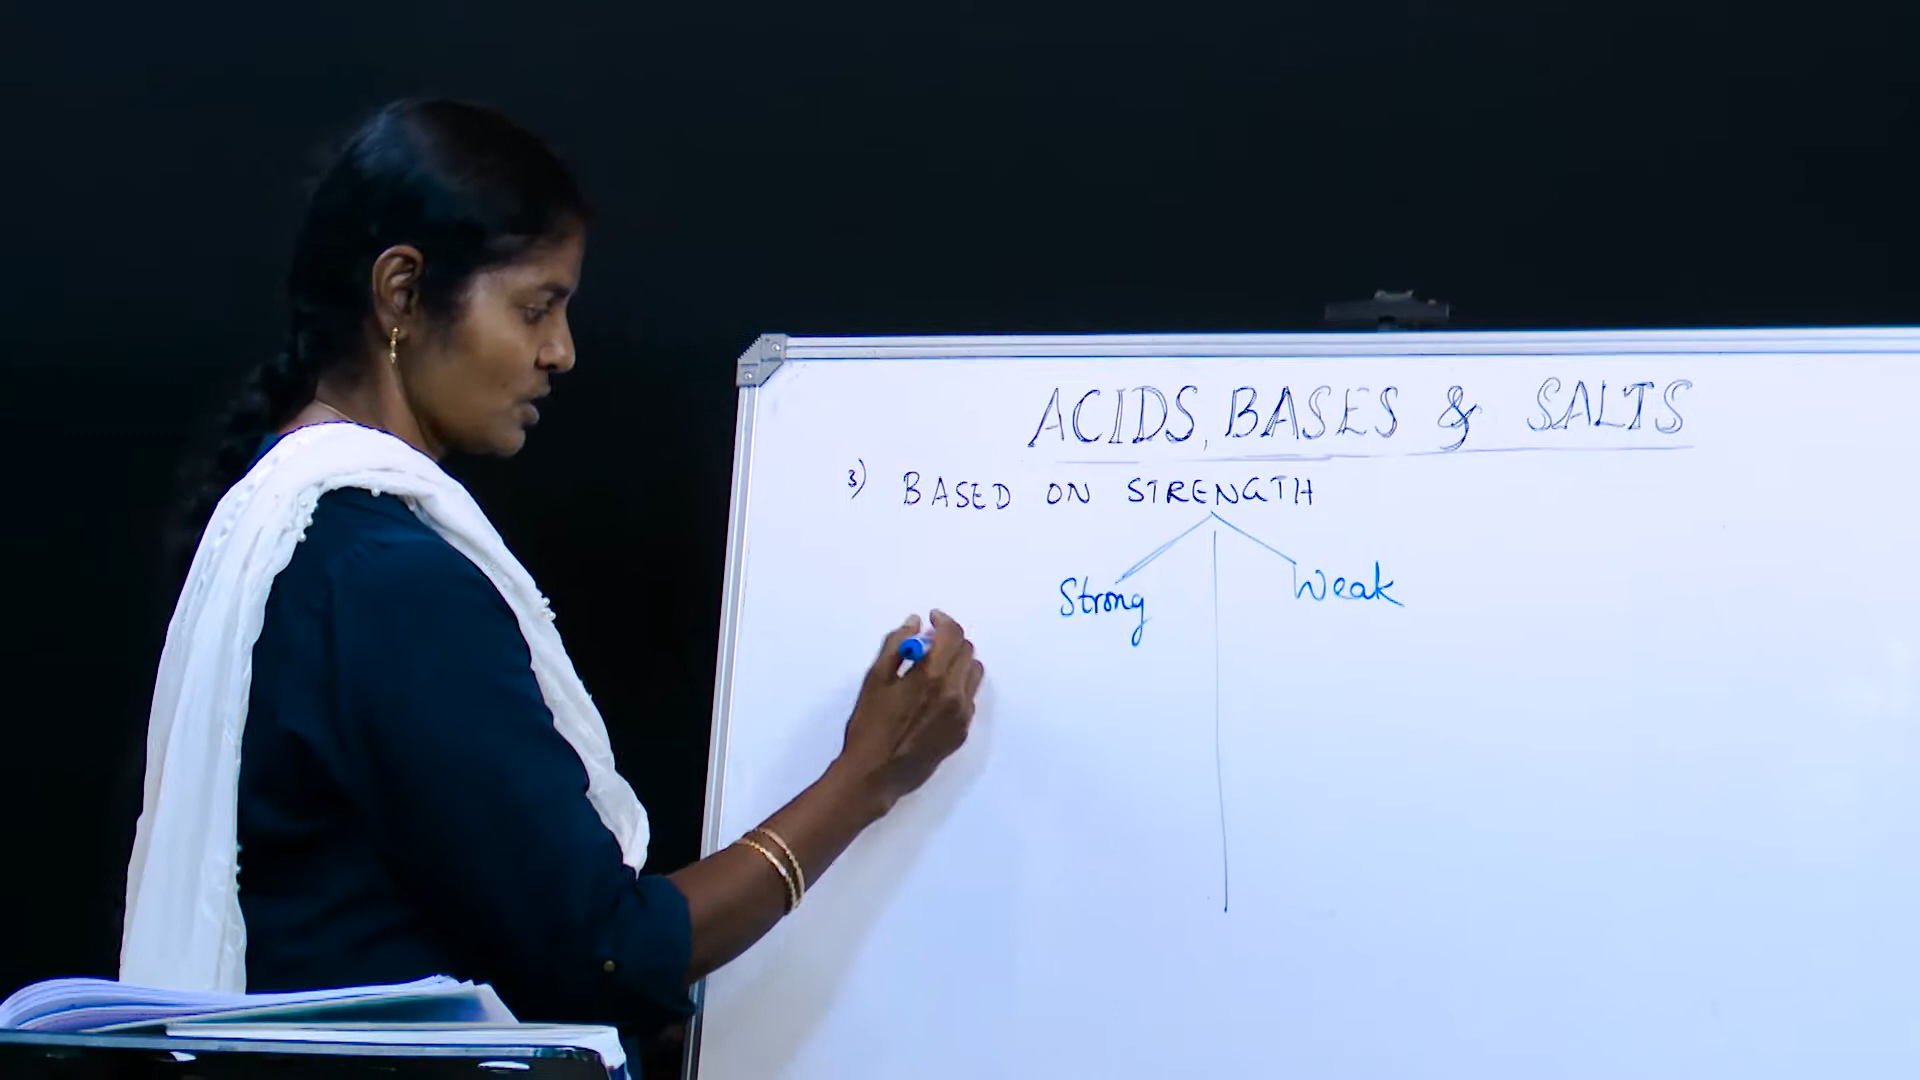 ACIDS, BASES & SALTS
3) BASED ON STRENGTH
Strong Weak